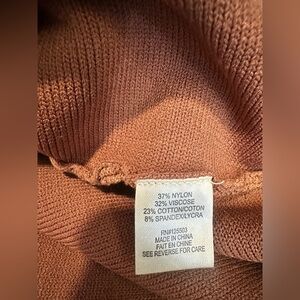 37% NYLON
32% VISCOSE
23% COTTON/COTON
8% SPANDEX/LYCRA
RN#125503
MADE IN CHINA
FAIT EN CHINE
SEE REVERSE FOR CARE